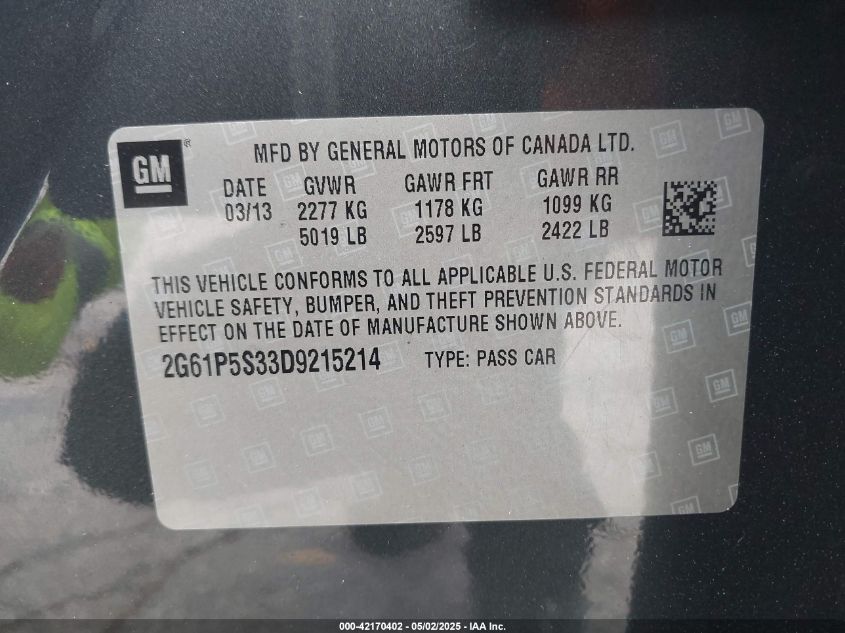 GM ®
MFD BY GENERAL MOTORS OF CANADA LTD.
DATE GVWR GAWR FRT GAWR RR
03/13 2277 KG 1178 KG 1099 KG
5019 LB 2597 LB 2422 LB
THIS VEHICLE CONFORMS TO ALL APPLICABLE U.S. FEDERAL MOTOR
VEHICLE SAFETY, BUMPER, AND THEFT PREVENTION STANDARDS IN
EFFECT ON THE DATE OF MANUFACTURE SHOWN ABOVE.
2G61P5S33D9215214 TYPE: PASS CAR
000-42170402 - 05/02/2025 - IAA Inc.